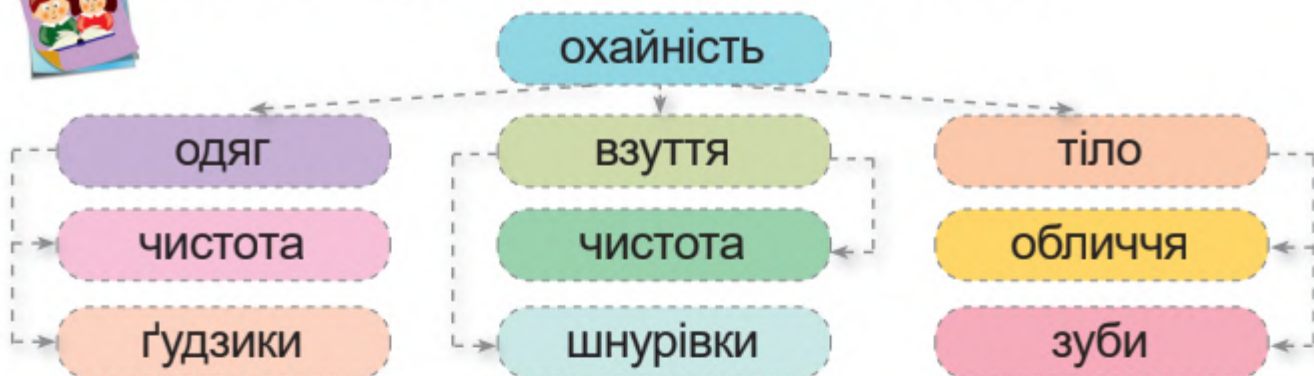 охайність
одяг взуття тіло
чистота чистота обличчя
ґудзики шнурівки зуби